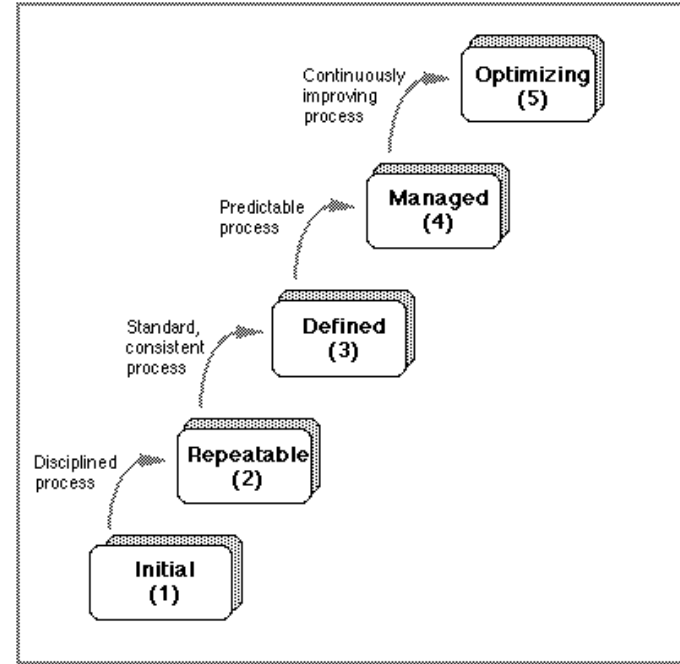 Continuously
improving
process
Optimizing
(5)
Predictable
process
Managed
(4)
Standard,
consistent
process
Defined
(3)
Disciplined
process
Repeatable
(2)
Initial
(1)